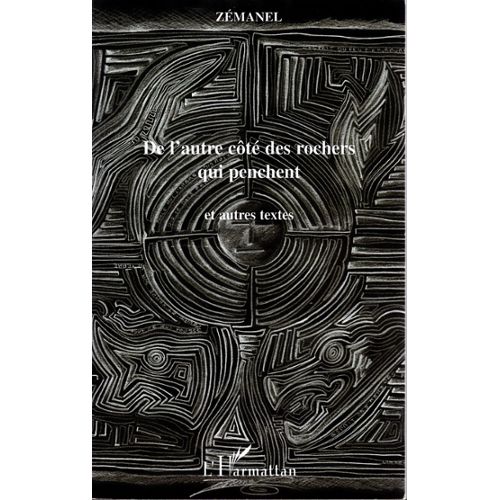 ZÉMANEL
De l'autre côté des rochers
qui penchent
et autres textes
L'Harmattan